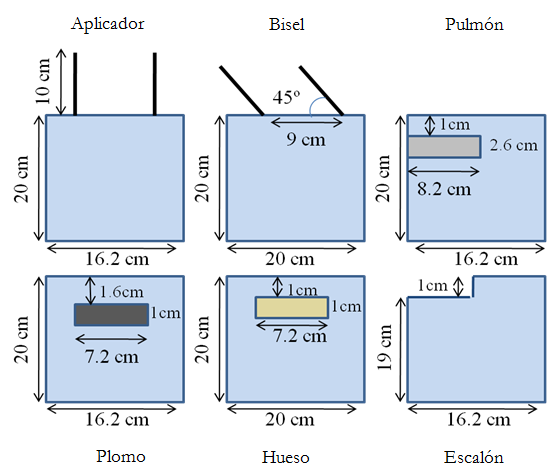 Aplicador
Bisel
Pulmón
10 cm
20 cm
16.2 cm
45º
9 cm
20 cm
20 cm
1cm
2.6 cm
8.2 cm
20 cm
16.2 cm
1.6cm
1cm
7.2 cm
20 cm
16.2 cm
1cm
1cm
7.2 cm
20 cm
20 cm
1cm
19 cm
16.2 cm
Plomo
Hueso
Escalón